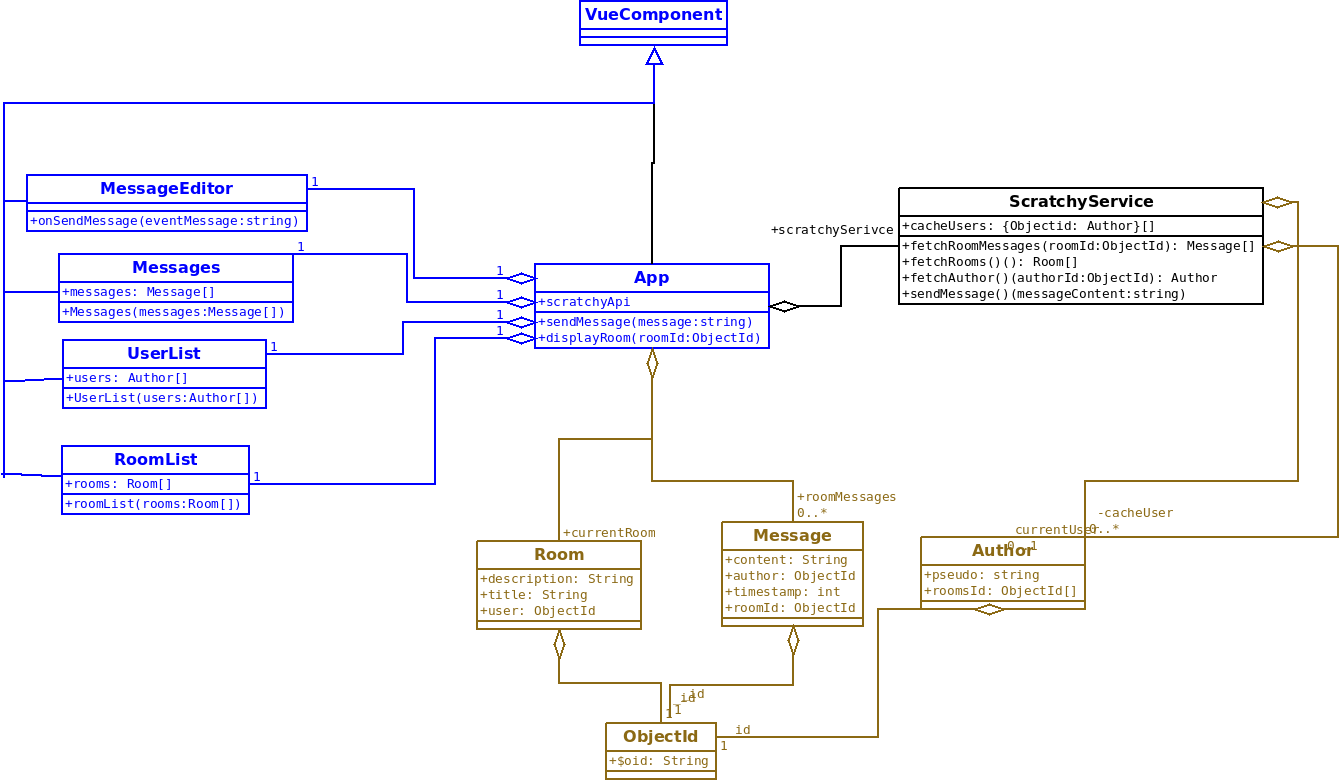 VueComponent
MessageEditor
+onSendMessage(eventMessage:string)
1
Messages
+messages: Message[]
+Messages(messages:Message[])
1
UserList
+users: Author[]
+UserList(users:Author[])
1
RoomList
+rooms: Room[]
+roomList(rooms:Room[])
1
1
1
1
1
App
+scratchyApi
+sendMessage(message:string)
+displayRoom(roomId:ObjectId)
+scratchySerivce
ScratchyService
+cacheUsers: {Objectid: Author}[]
+fetchRoomMessages(roomId:ObjectId): Message[]
+fetchRooms()(): Room[]
+fetchAuthor()(authorId:ObjectId): Author
+sendMessage()(messageContent:string)
+currentRoom
Room
+description: String
+title: String
+user: ObjectId
+roomMessages
0..*
Message
+content: String
+author: ObjectId
+timestamp: int
+roomId: ObjectId
-cacheUser
0..*
currentUser
0..1
Author
+pseudo: string
+roomsId: ObjectId[]
_id
1
_id
1
id
1
ObjectId
+$oid: String